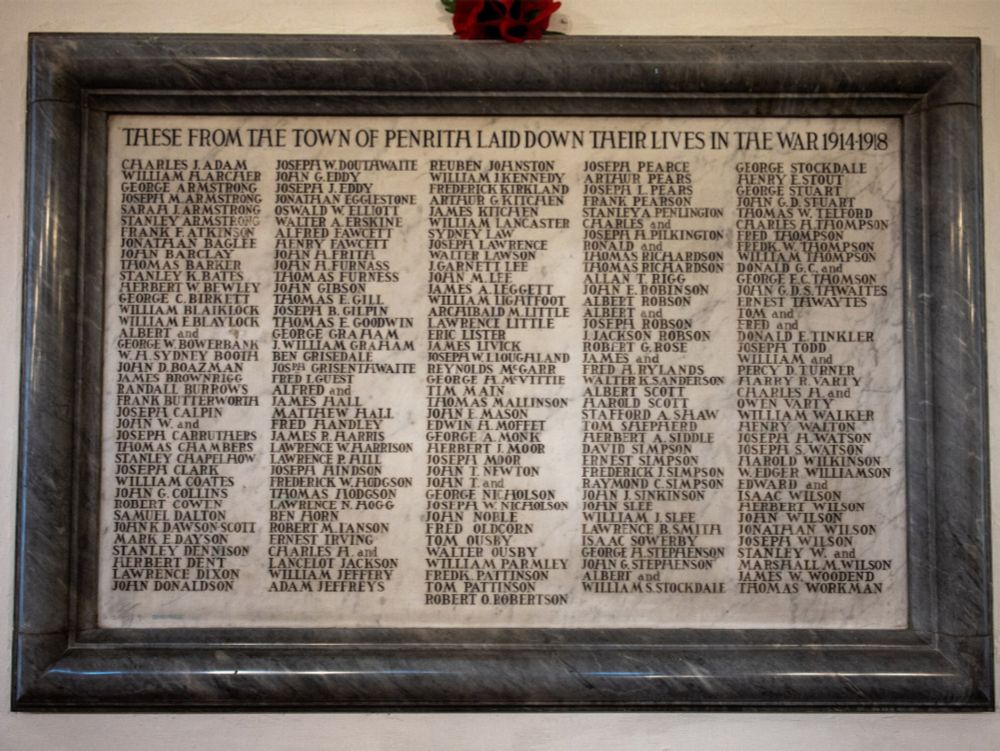 THESE FROM THE TOWN OF PENRITH LAID DOWN THEIR LIVES IN THE WAR 1914-1918
CHARLES J. ADAM
WILLIAM H. ARCHER
GEORGE ARMSTRONG
JOSEPH M. ARMSTRONG
SARAH J. ARMSTRONG
STANLEY ARMSTRONG
FRANK F. ATKINSON
JONATHAN BAGLEE
JOHN BARCLAY
THOMAS BARKER
STANLEY K. BATES
HERBERT W. BEWLEY
GEORGE C. BIRKETT
WILLIAM BLAIKLOCK
WILLIAM E. BLAYLOCK
ALBERT and
GEORGE W. BOWERBANK
W. H. SYDNEY BOOTH
JOHN D. BOAZMAN
JAMES BROWNRIGG
RANDALL BURROWS
FRANK BUTTERWORTH
JOSEPH CALPIN
JOHN W. and
JOSEPH CARRUTHERS
THOMAS CHAMBERS
STANLEY CHAPELHOW
JOSEPH CLARK
WILLIAM COATES
JOHN G. COLLINS
ROBERT COWEN
SAMUEL DALTON
JOHN K DAWSON-SCOTT
MARK E. DAYSON
STANLEY DENNISON
HERBERT DENT
LAWRENCE DIXON
JOHN DONALDSON
JOSEPH W. DOUTHWAITE
JOHN G. EDDY
JOSEPH J. EDDY
JONATHAN EGGLESTONE
OSWALD W. ELLIOTT
WALTER A. ERSKINE
ALFRED FAWCETT
HENRY FAWCETT
JOHN H. FRITH
JOHN H. FURNASS
THOMAS FURNESS
JOHN GIBSON
THOMAS E. GILL
JOSEPH B. GILPIN
THOMAS E. GOODWIN
GEORGE GRAHAM
J. WILLIAM GRAHAM
BEN GRISEDALE
JOSPH GRISENTHWAITE
FRED J. GUEST
ALFRED and
JAMES HALL
MATTHEW HALL
FRED HANDLEY
JAMES R. HARRIS
LAWRENCE W. HARRISON
LAWRENCE P. HILL
JOSEPH HINDSON
FREDERICK W. HODGSON
THOMAS HODGSON
LAWRENCE N. HOGG
BEN HORN
ROBERT M. IANSON
ERNEST IRVING
CHARLES H. and
LANCELOT JACKSON
WILLIAM JEFFERY
ADAM JEFFREYS
REUBEN JOHNSTON
WILLIAM J. KENNEDY
FREDERICK KIRKLAND
ARTHUR G. KITCHEN
JAMES KITCHEN
WILLIAM LANCASTER
SYDNEY LAW
JOSEPH LAWRENCE
WALTER LAWSON
J. GARNETT LEE
JOHN M. LEE
JAMES A. LEGGETT
WILLIAM LIGHTFOOT
ARCHIBALD M. LITTLE
LAWRENCE LITTLE
ERIC LISTER
JAMES LIVICK
JOSEPH W. LLOUGHLAND
REYNOLDS McGARR
GEORGE H. McVITTIE
TIM MAIN
THOMAS MALLINSON
JOHN E. MASON
EDWIN H. MOFFET
GEORGE A. MONK
HERBERT J. MOOR
JOSEPH MOOR
JOHN T. NEWTON
JOHN T. and
GEORGE NICHOLSON
JOSEPH W. NICHOLSON
JOHN NOBLE
FRED OLDCORN
TOM OUSBY
WALTER OUSBY
WILLIAM PARMLEY
FREDK. PATTINSON
TOM PATTINSON
ROBERT O. ROBERTSON
JOSEPH PEARCE
ARTHUR PEARS
JOSEPH L. PEARS
FRANK PEARSON
STANLEY A. PENLINGTON
CHARLES and
JOSEPH H. PILKINGTON
RONALD and
THOMAS RICHARDSON
THOMAS RICHARDSON
ALLAN T. RIGG
JOHN E. ROBINSON
ALBERT ROBSON
ALBERT and
JOSEPH ROBSON
J. JACKSON ROBSON
ROBERT G. ROSE
JAMES and
FRED H. RYLANDS
WALTER K. SANDERSON
ALBERT SCOTT
HAROLD SCOTT
STAFFORD A. SHAW
TOM SHEPHERD
HERBERT A. SIDDLE
DAVID SIMPSON
ERNEST SIMPSON
FREDERICK J. SIMPSON
RAYMOND C. SIMPSON
JOHN J. SINKINSON
JOHN SLEE
WILLIAM J. SLEE
LAWRENCE B. SMITH
ISAAC SOWERBY
GEORGE H. STEPHENSON
JOHN G. STEPHENSON
ALBERT and
WILLIAM S. STOCKDALE
GEORGE STOCKDALE
HENRY E. STOUT
GEORGE STUART
JOHN G. D. STUART
THOMAS W. TELFORD
CHARLES H. THOMPSON
FRED THOMPSON
FREDK. W. THOMPSON
WILLIAM THOMPSON
DONALD G. C. and
GEORGE E. C. THOMSON
JOHN G. D. S. THWAITES
ERNEST THWAYTES
TOM and
FRED and
DONALD E. TINKLER
JOSEPH TODD
WILLIAM and
PERCY D. TURNER
HARRY R. VARTY
CHARLES H. and
OWEN VARTY
WILLIAM WALKER
HENRY WALTON
JOSEPH H. WATSON
JOSEPH S. WATSON
HAROLD WILKINSON
W. EDGER WILLIAMSON
EDWARD and
ISAAC WILSON
HERBERT WILSON
JOHN WILSON
JONATHAN WILSON
JOSEPH WILSON
STANLEY W. and
MARSHALL M. WILSON
JAMES W. WOODEND
THOMAS WORKMAN